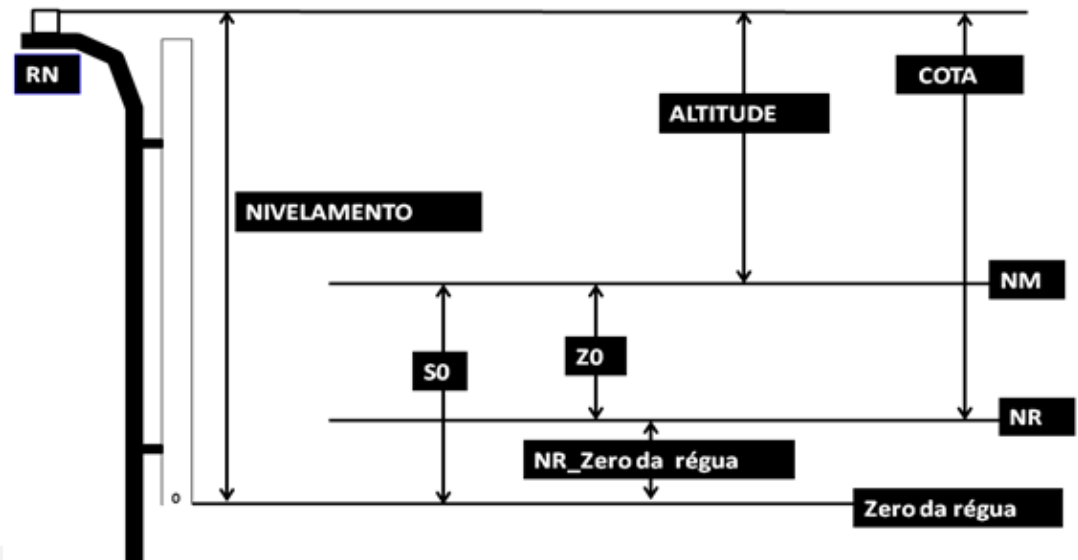 RN
COTA
ALTITUDE
NIVELAMENTO
NM
Z0
S0
NR
NR_Zero da régua
0
Zero da régua